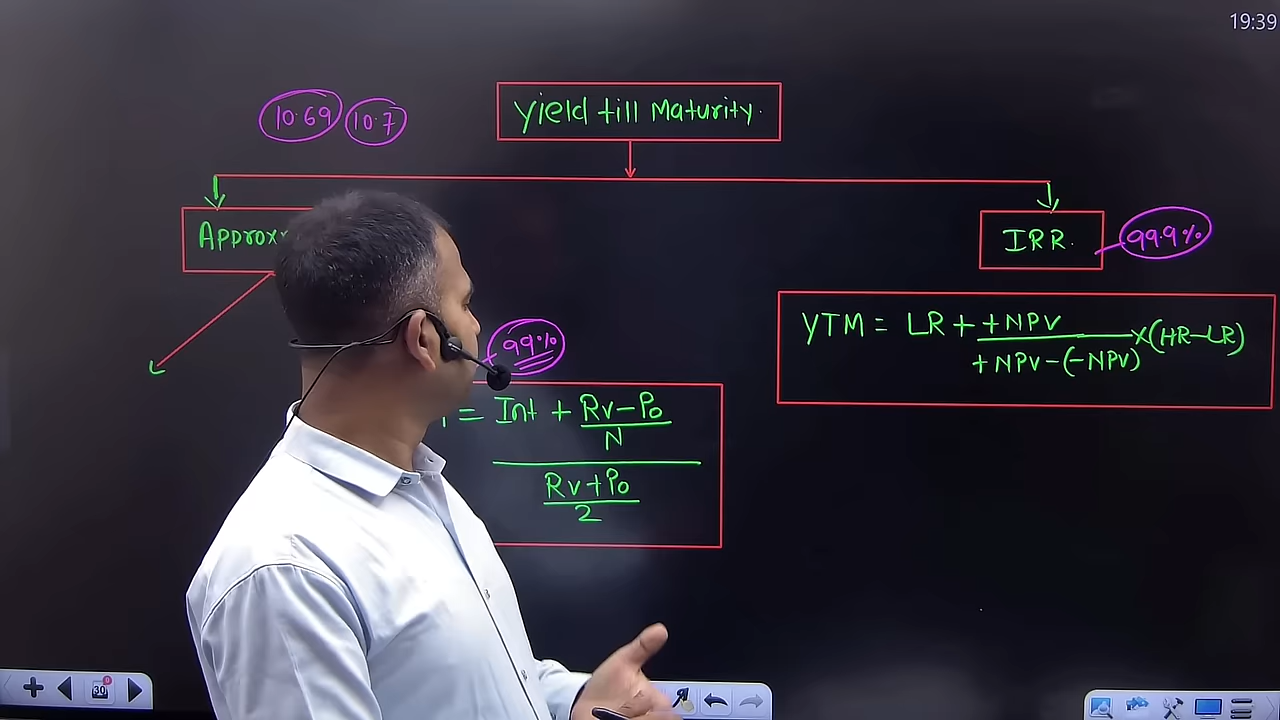 19:39
10.69 10.7
Yield till Maturity
IRR
99.9%
99%
YTM = LR + +NPV / +NPV-(-NPV) x (HR-LR)
= Int + Rv-Po / N
Rv+Po / 2
30